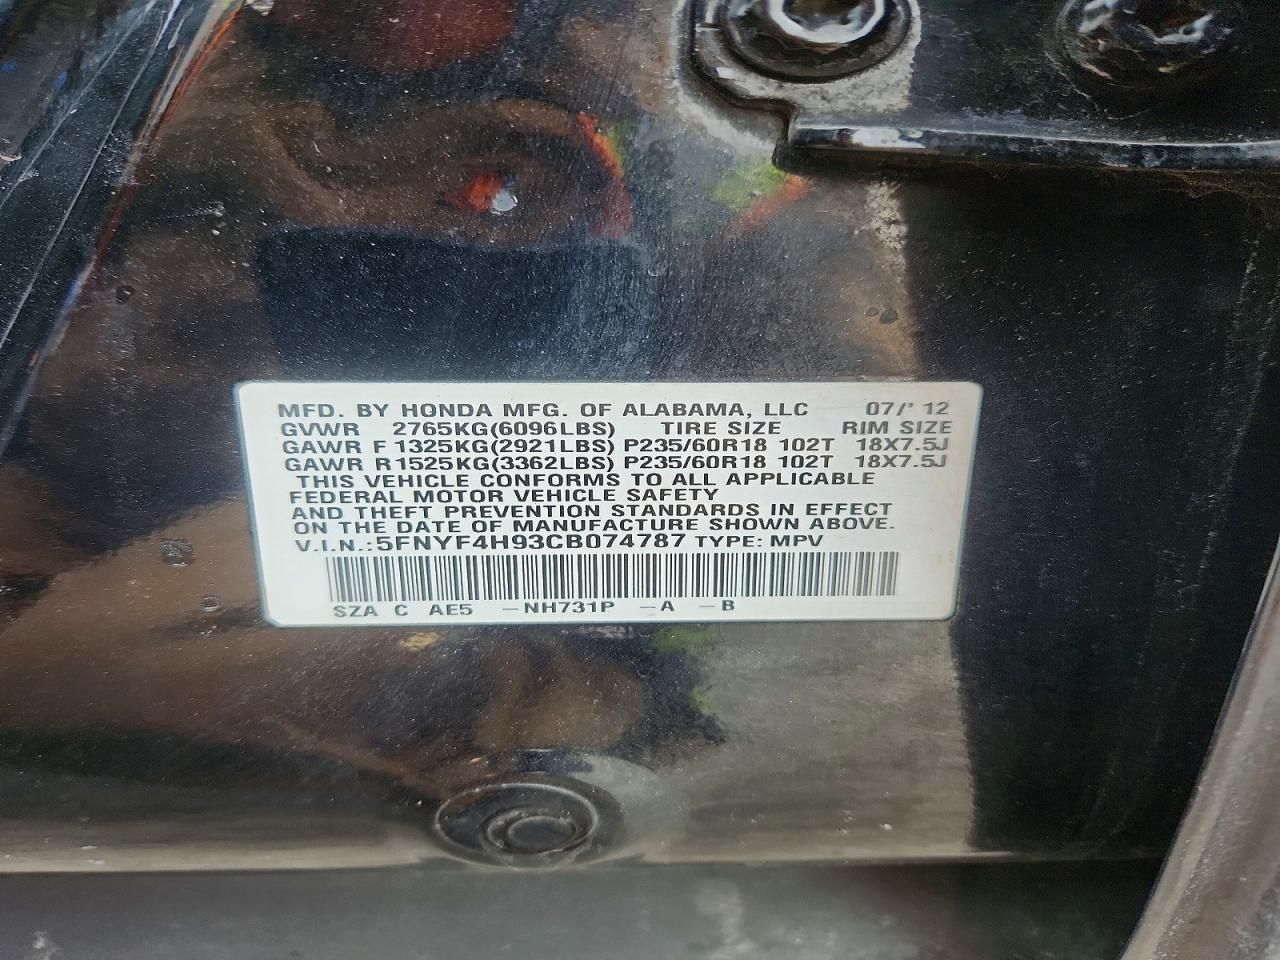 MFD. BY HONDA MFG. OF ALABAMA, LLC 07/'12
GVWR 2765KG(6096LBS) TIRE SIZE RIM SIZE
GAWR F 1325KG(2921LBS) P235/60R18 102T 18X7.5J
GAWR R1525KG(3362LBS) P235/60R18 102T 18X7.5J
THIS VEHICLE CONFORMS TO ALL APPLICABLE
FEDERAL MOTOR VEHICLE SAFETY
AND THEFT PREVENTION STANDARDS IN EFFECT
ON THE DATE OF MANUFACTURE SHOWN ABOVE.
V.I.N.:5FNYF4H93CB074787 TYPE: MPV
SZA C AE5 -NH731P -A -B